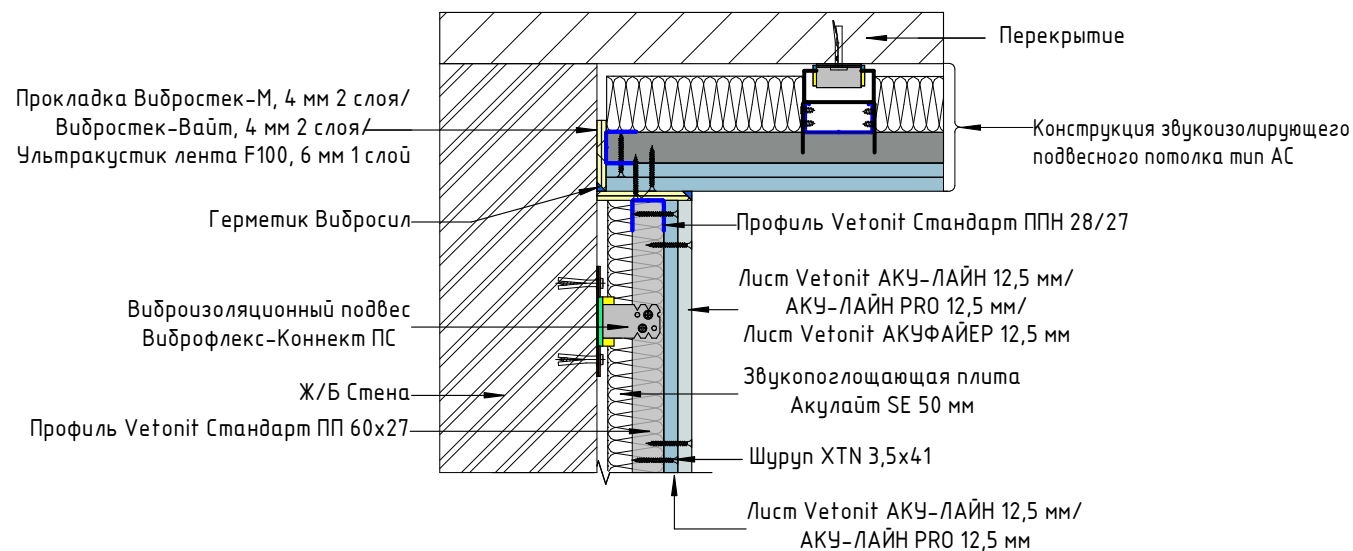 Перекрытие
Прокладка Вибростек-М, 4 мм 2 слоя/
Вибростек-Вайт, 4 мм 2 слоя/
Ультракустик лента F100, 6 мм 1 слой
Конструкция звукоизолирующего
подвесного потолка тип АС
Герметик Вибросил
Профиль Vetonit Стандарт ППН 28/27
Лист Vetonit АКУ-ЛАЙН 12,5 мм/
АКУ-ЛАЙН PRO 12,5 мм/
Лист Vetonit АКУФАЙЕР 12,5 мм
Виброизоляционный подвес
Виброфлекс-Коннект ПС
Звукопоглощающая плита
Акулайт SE 50 мм
Ж/Б Стена
Профиль Vetonit Стандарт ПП 60х27
Шуруп XTN 3,5х41
Лист Vetonit АКУ-ЛАЙН 12,5 мм/
АКУ-ЛАЙН PRO 12,5 мм